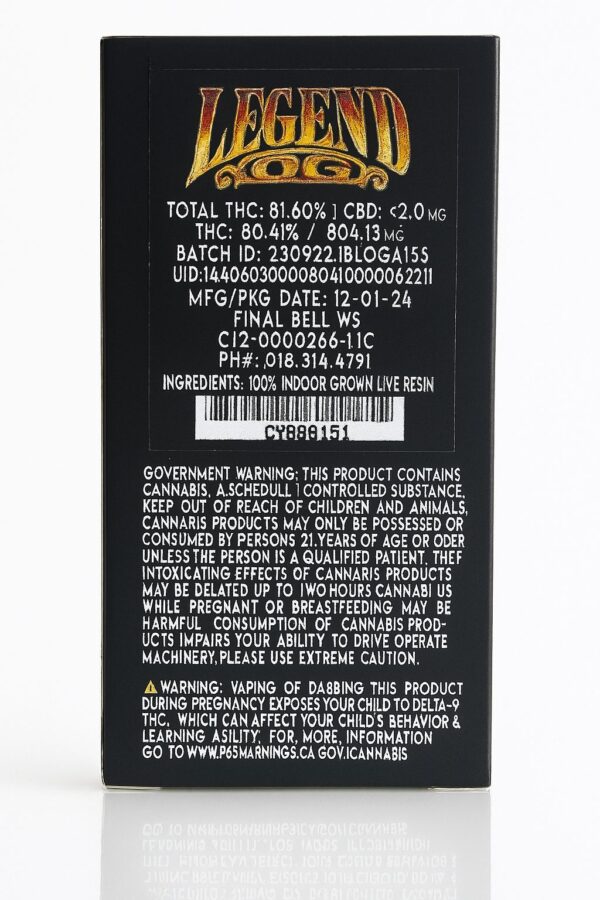 LEGEND
OG
TOTAL THC: 81.60% ] CBD: <2.0 MG
THC: 80.41% / 804.13 MG
BATCH ID: 230922.1BLOGA155
UID:14.40603000080410000062211
MFG/PKG DATE: 12-01-24
FINAL BELL WS
C12-0000266-11C
PH#: 018.314.4791
INGREDIENTS: 100% INDOOR GROWN LIVE RESIN
CY888151
GOVERNMENT WARNING; THIS PRODUCT CONTAINS
CANNABIS, A.SCHEDULL 1 CONTROLLED SUBSTANCE.
KEEP OUT OF REACH OF CHILDREN AND ANIMALS,
CANNARIS PRODUCTS MAY ONLY BE POSSESSED OR
CONSUMED BY PERSONS 21.YEARS OF AGE OR ODER
UNLESS THE PERSON IS A QUALIFIED PATIENT. THEF
INTOXICATING EFFECTS OF CANNARIS PRODUCTS
MAY BE DELATED UP TO IWO HOURS CANNABI US
WHILE PREGNANT OR BREASTFEEDING MAY BE
HARMFUL CONSUMPTION OF CANNABIS PROD-
UCTS IMPAIRS YOUR ABILITY TO DRIVE OPERATE
MACHINERY, PLEASE USE EXTREME CAUTION.
WARNING: VAPING OF DA8BING THIS PRODUCT
DURING PREGNANCY EXPOSES YOUR CHILD TO DELTA-9
THC, WHICH CAN AFFECT YOUR CHILD'S BEHAVIOR &
LEARNING ASILITY, FOR, MORE, INFORMATION
GO TO WWW.P65MARNINGS.CA GOV.ICANNABIS